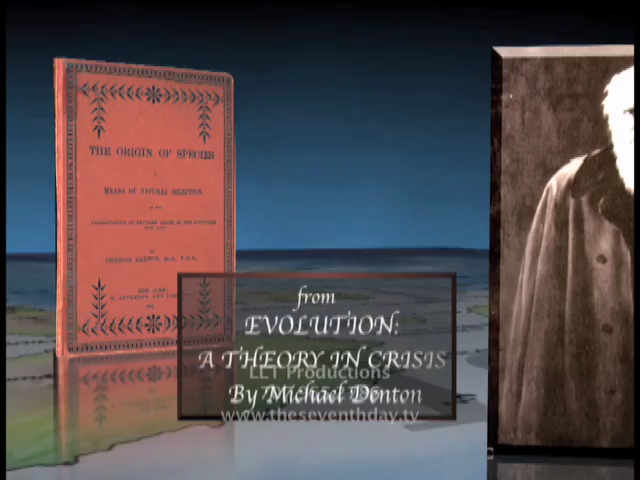 THE ORIGIN OF SPECIES
MEANS OF NATURAL SELECTION,
CHARLES DARWIN, M.A., F.R.S.,
from
EVOLUTION:
A THEORY IN CRISIS
LLT Productions
By Michael Denton
www.theseventhday.tv